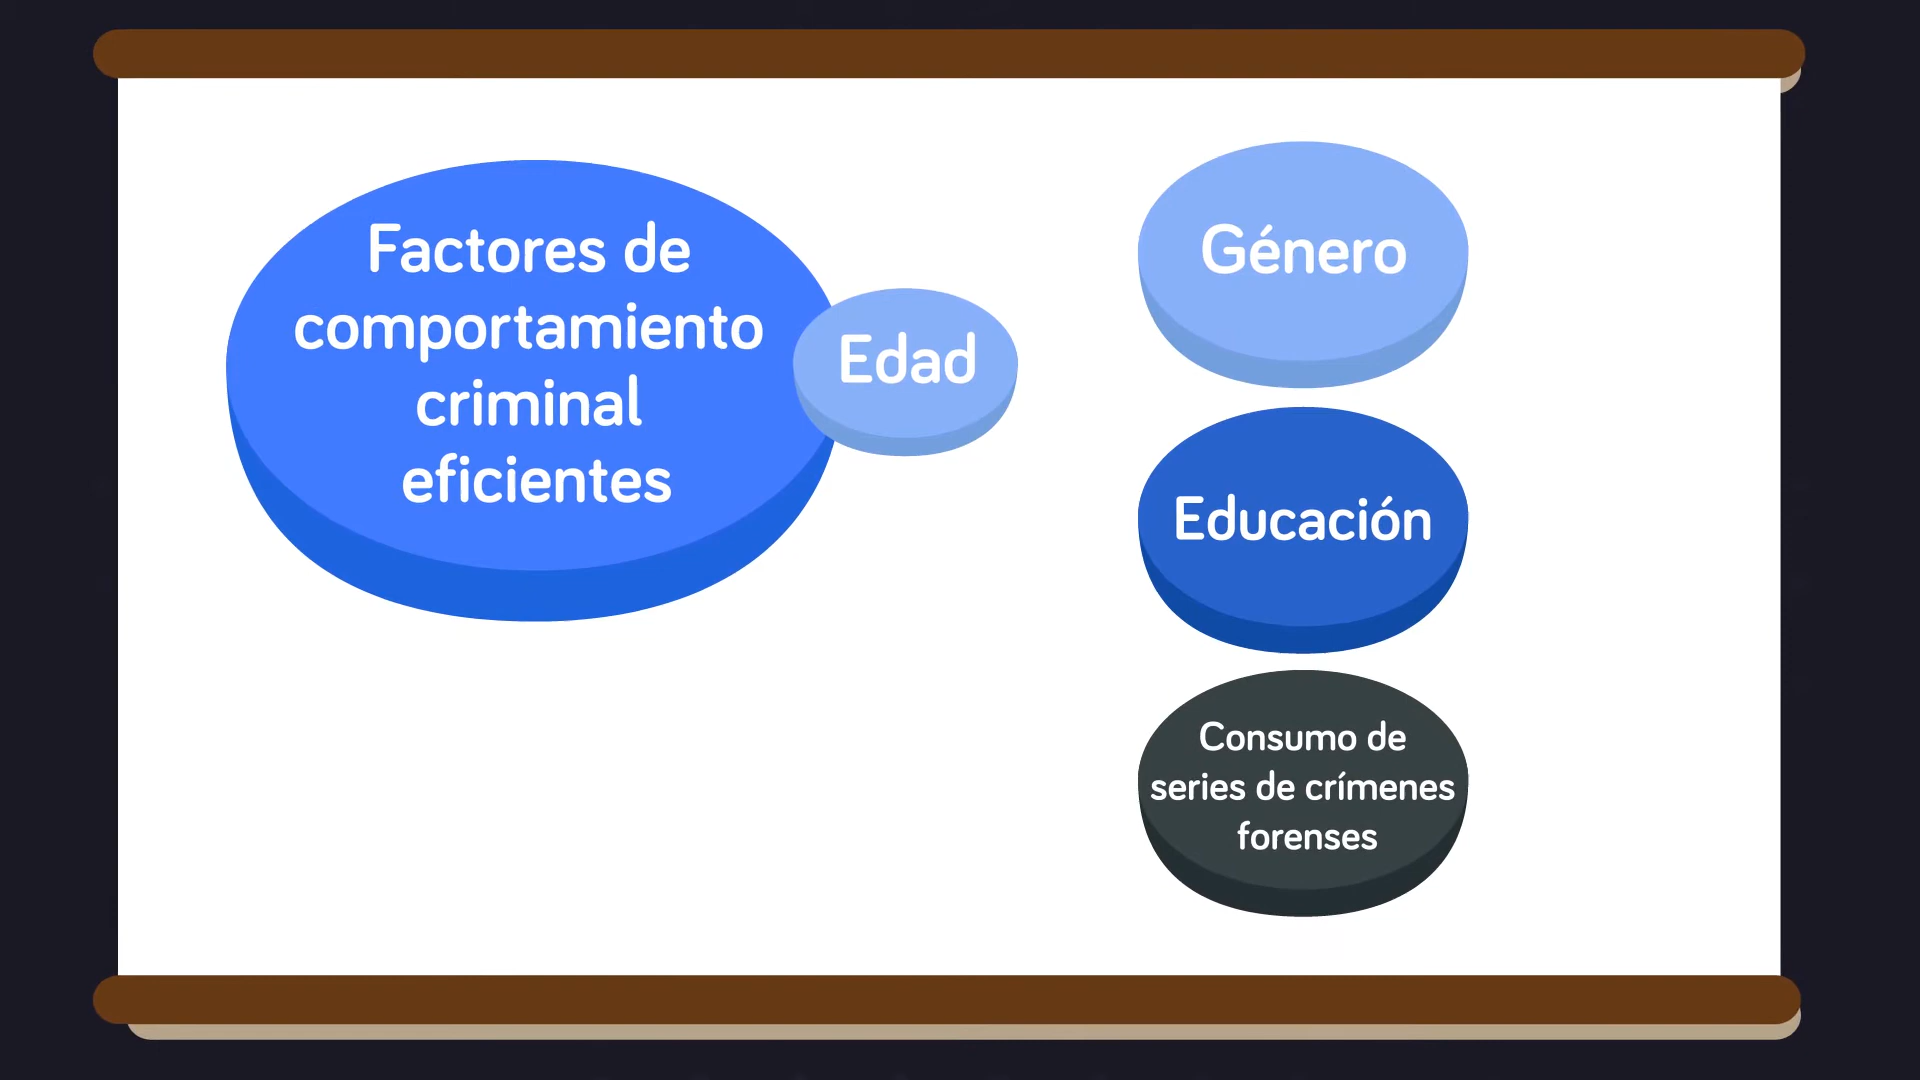 Factores de
comportamiento
criminal
eficientes
Edad
Género
Educación
Consumo de
series de crímenes
forenses